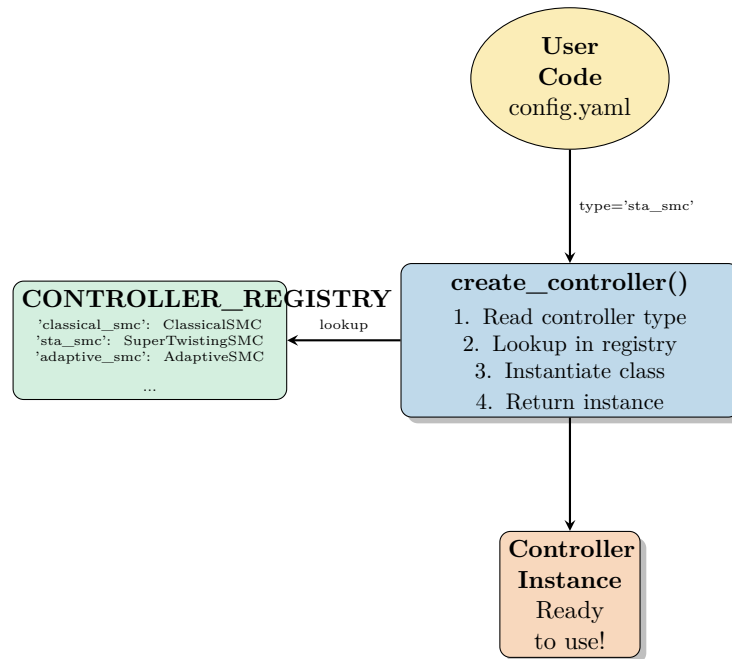 User
Code
config.yaml
type='sta_smc'
create_controller()
1. Read controller type
2. Lookup in registry
3. Instantiate class
4. Return instance
lookup
CONTROLLER_REGISTRY
'classical_smc': ClassicalSMC
'sta_smc': SuperTwistingSMC
'adaptive_smc': AdaptiveSMC
...
Controller
Instance
Ready
to use!